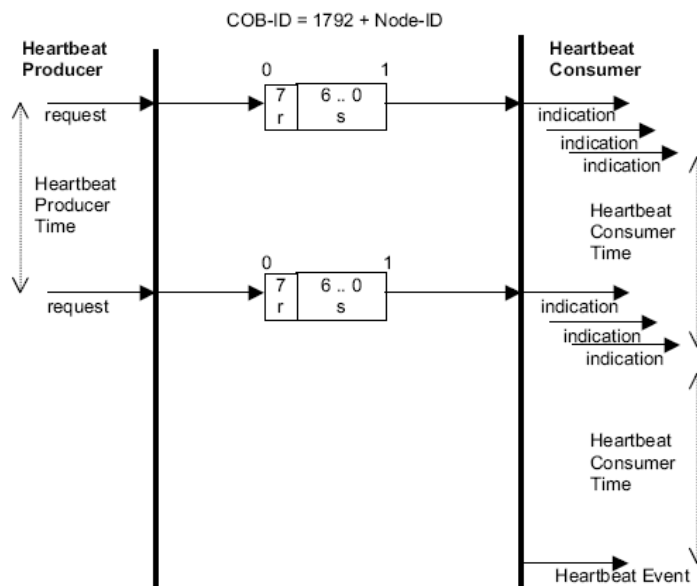 COB-ID = 1792 + Node-ID
Heartbeat
Producer
Heartbeat
Consumer
0 1
7 6 .. 0
r s
request
indication
indication
indication
Heartbeat
Producer
Time
Heartbeat
Consumer
Time
0 1
7 6 .. 0
r s
request
indication
indication
indication
Heartbeat
Consumer
Time
Heartbeat Event